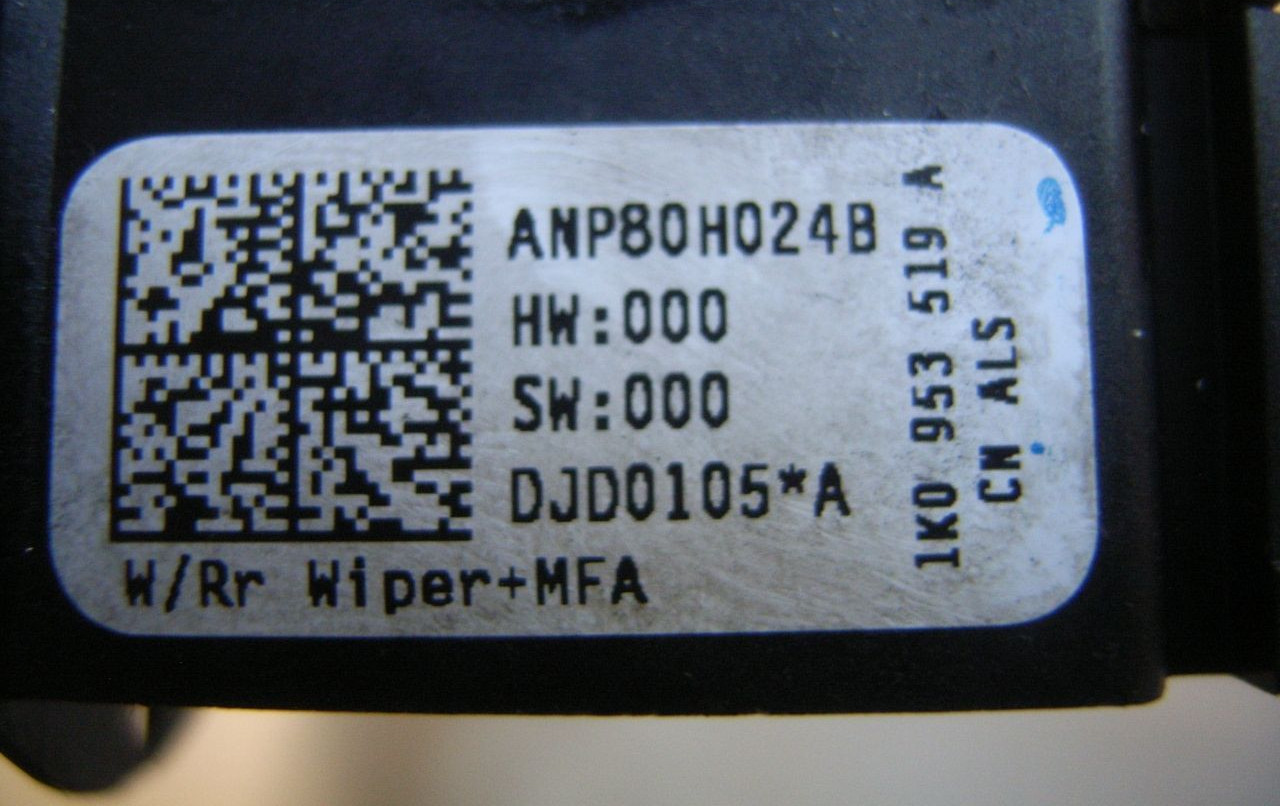 ANP80H024B
HW:000
SW:000
DJD0105*A
W/Rr Wiper+MFA
1K0 953 519 A
CN ALS